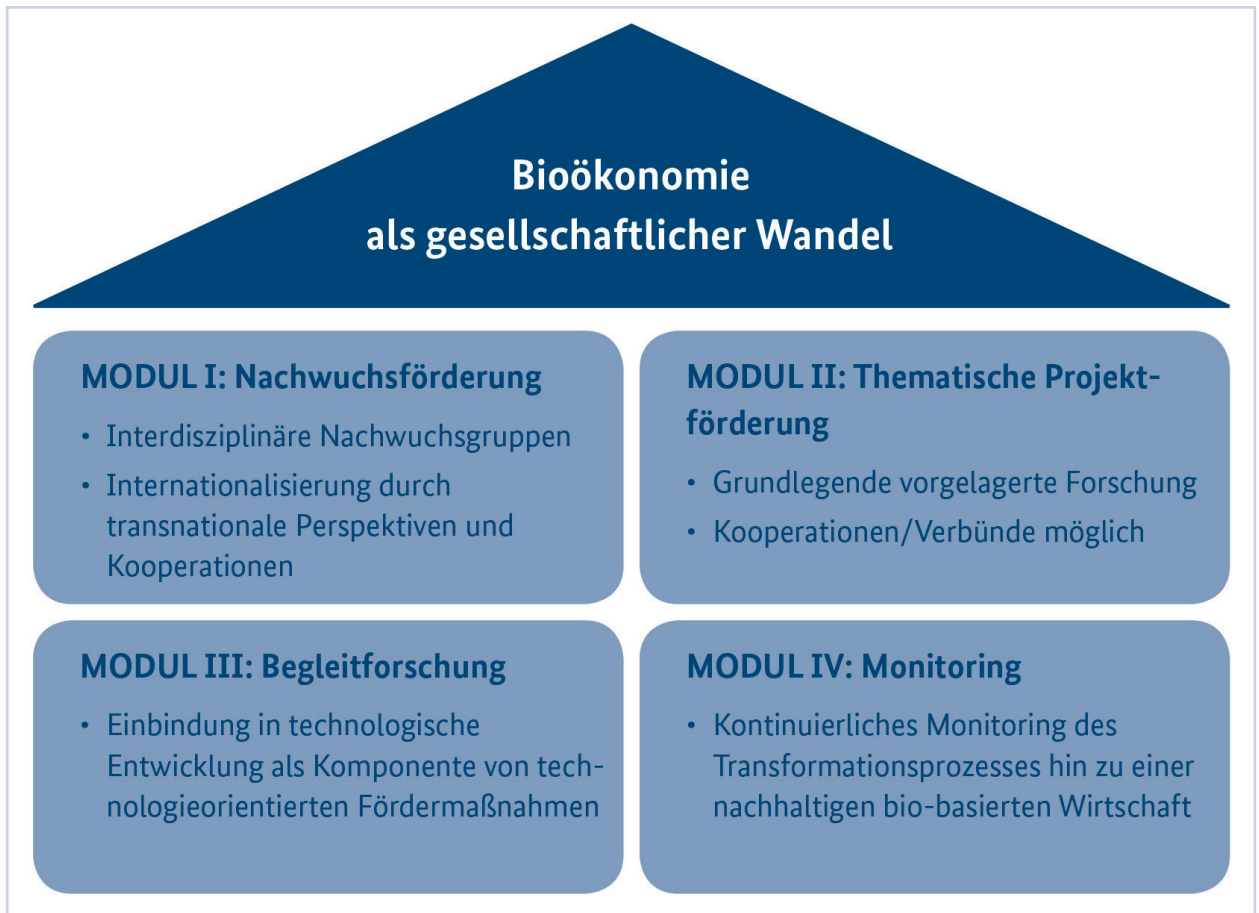 Bioökonomie
als gesellschaftlicher Wandel
MODUL I: Nachwuchsförderung
• Interdisziplinäre Nachwuchsgruppen
• Internationalisierung durch
transnationale Perspektiven und
Kooperationen
MODUL II: Thematische Projekt-
förderung
• Grundlegende vorgelagerte Forschung
• Kooperationen/Verbünde möglich
MODUL III: Begleitforschung
• Einbindung in technologische
Entwicklung als Komponente von tech-
nologieorientierten Fördermaßnahmen
MODUL IV: Monitoring
• Kontinuierliches Monitoring des
Transformationsprozesses hin zu einer
nachhaltigen bio-basierten Wirtschaft